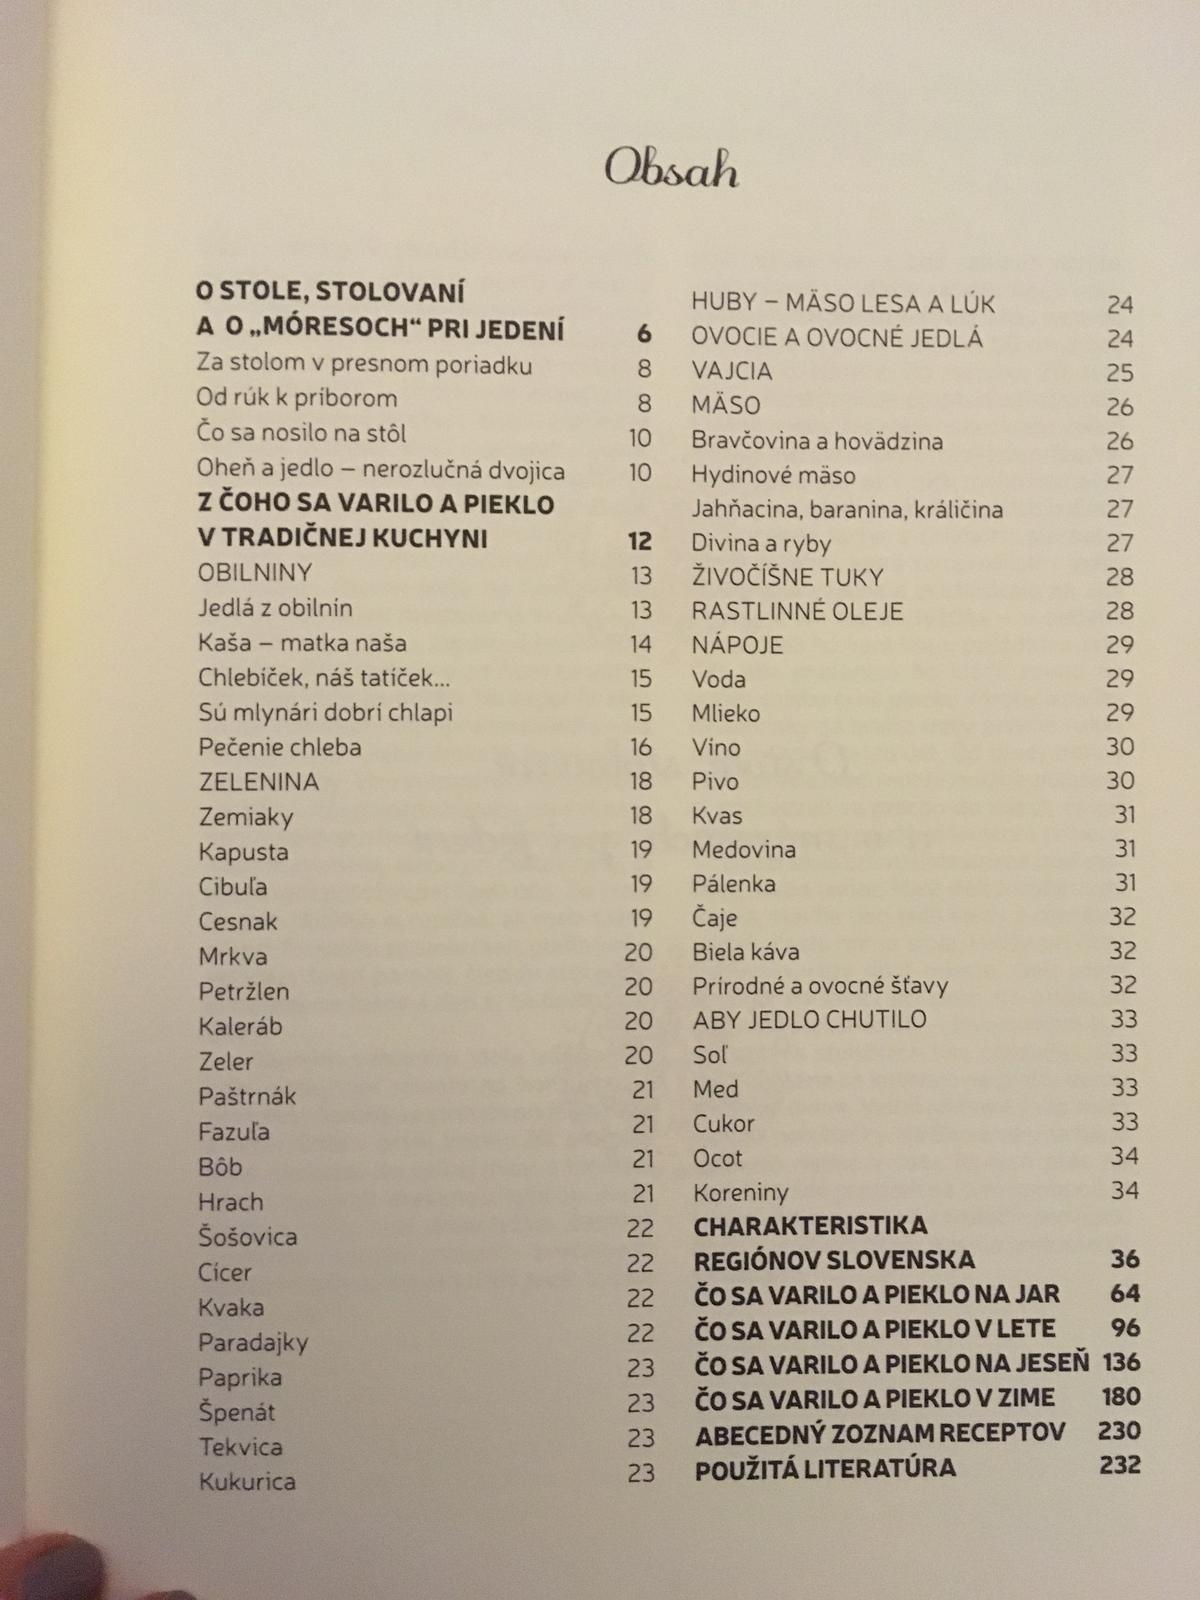 Obsah
O STOLE, STOLOVANÍ
A O „MÓRESOCH“ PRI JEDENÍ 6
Za stolom v presnom poriadku 8
Od rúk k príborom 8
Čo sa nosilo na stôl 10
Oheň a jedlo – nerozlučná dvojica 10
Z ČOHO SA VARILO A PIEKLO
V TRADIČNEJ KUCHYNI 12
OBILNINY 13
Jedlá z obilnín 13
Kaša – matka naša 14
Chlebíček, náš tatíček... 15
Sú mlynári dobrí chlapi 15
Pečenie chleba 16
ZELENINA 18
Zemiaky 18
Kapusta 19
Cibuľa 19
Cesnak 19
Mrkva 20
Petržlen 20
Kaleráb 20
Zeler 20
Paštrnák 21
Fazuľa 21
Bôb 21
Hrach 21
Šošovica 22
Cícer 22
Kvaka 22
Paradajky 22
Paprika 23
Špenát 23
Tekvica 23
Kukurica 23
HUBY – MÄSO LESA A LÚK 24
OVOCIE A OVOCNÉ JEDLÁ 24
VAJCIA 25
MÄSO 26
Bravčovina a hovädzina 26
Hydinové mäso 27
Jahňacina, baranina, králičina 27
Divina a ryby 27
ŽIVOČÍŠNE TUKY 28
RASTLINNÉ OLEJE 28
NÁPOJE 29
Voda 29
Mlieko 29
Víno 30
Pivo 30
Kvas 31
Medovina 31
Pálenka 31
Čaje 32
Biela káva 32
Prírodné a ovocné šťavy 32
ABY JEDLO CHUTILO 33
Soľ 33
Med 33
Cukor 33
Ocot 34
Koreniny 34
CHARAKTERISTIKA
REGIÓNOV SLOVENSKA 36
ČO SA VARILO A PIEKLO NA JAR 64
ČO SA VARILO A PIEKLO V LETE 96
ČO SA VARILO A PIEKLO NA JESEŇ 136
ČO SA VARILO A PIEKLO V ZIME 180
ABECEDNÝ ZOZNAM RECEPTOV 230
POUŽITÁ LITERATÚRA 232